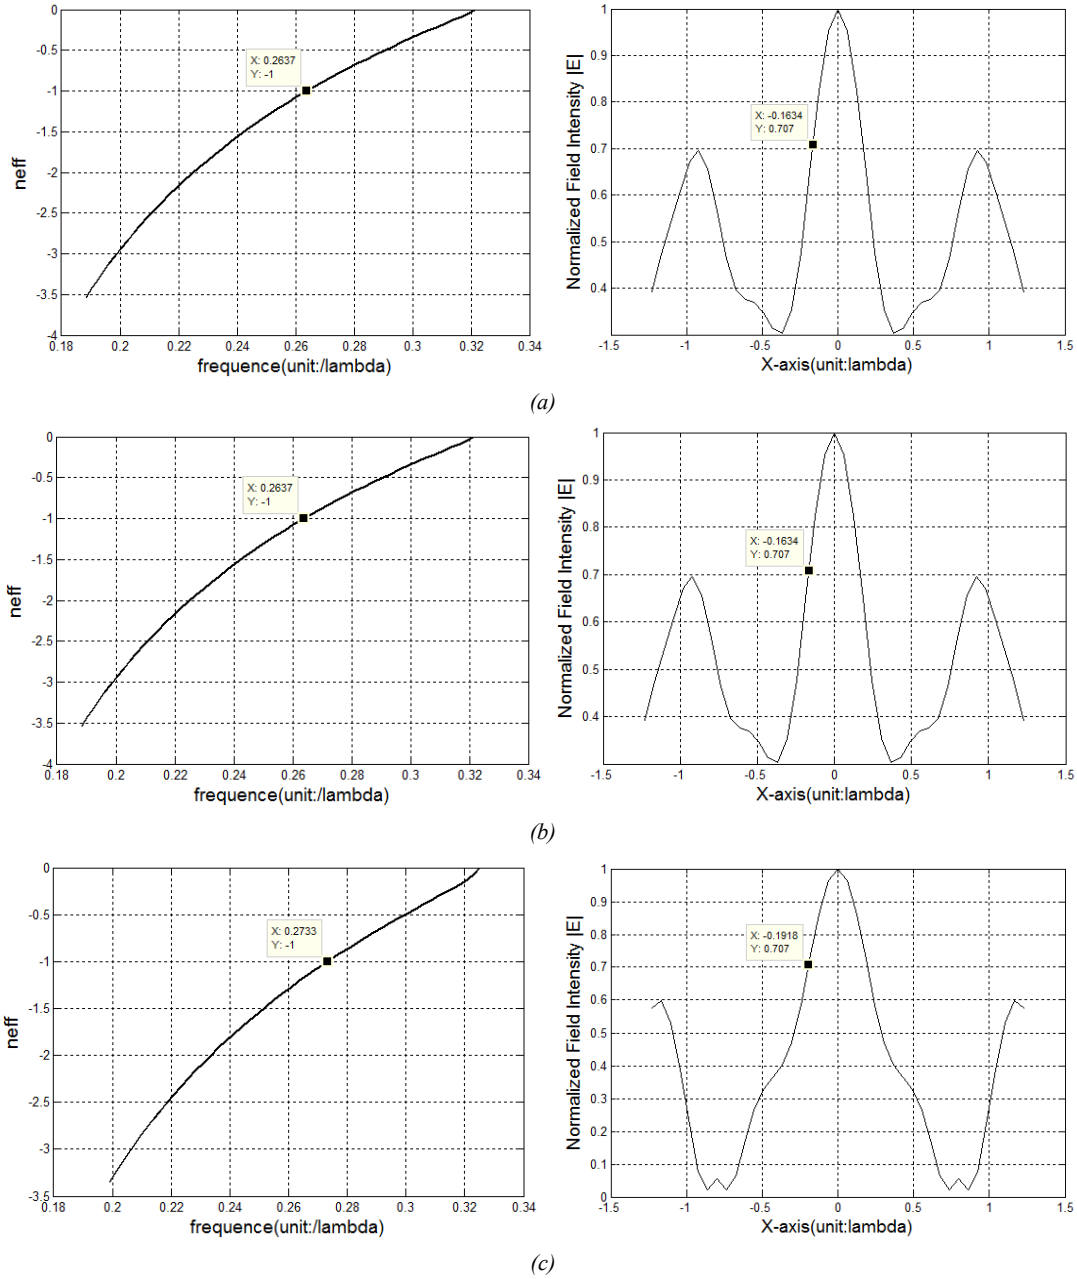 0
-0.5
-1
-1.5
-2
-2.5
-3
-3.5
-4
neff
X: 0.2637
Y: -1
0.18 0.2 0.22 0.24 0.26 0.28 0.3 0.32 0.34
frequence(unit:/lambda)
1
0.9
0.8
0.7
0.6
0.5
0.4
Normalized Field Intensity |E|
X: -0.1634
Y: 0.707
-1.5 -1 -0.5 0 0.5 1 1.5
X-axis(unit:lambda)
(a)
0
-0.5
-1
-1.5
-2
-2.5
-3
-3.5
-4
neff
X: 0.2637
Y: -1
0.18 0.2 0.22 0.24 0.26 0.28 0.3 0.32 0.34
frequence(unit:/lambda)
1
0.9
0.8
0.7
0.6
0.5
0.4
Normalized Field Intensity |E|
X: -0.1634
Y: 0.707
-1.5 -1 -0.5 0 0.5 1 1.5
X-axis(unit:lambda)
(b)
0
-0.5
-1
-1.5
-2
-2.5
-3
-3.5
neff
X: 0.2733
Y: -1
0.18 0.2 0.22 0.24 0.26 0.28 0.3 0.32 0.34
frequence(unit:/lambda)
1
0.9
0.8
0.7
0.6
0.5
0.4
0.3
0.2
0.1
0
Normalized Field Intensity |E|
X: -0.1918
Y: 0.707
-1.5 -1 -0.5 0 0.5 1 1.5
X-axis(unit:lambda)
(c)